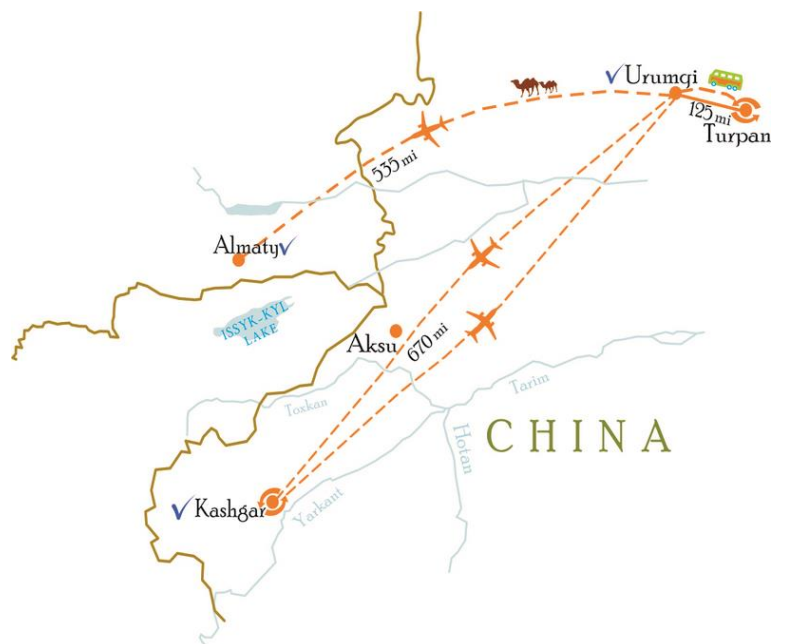 Urumqi
125 mi
Turpan
535 mi
Almaty
ISSYK-KYL
LAKE
Aksu
670 mi
Tarim
Toxkan
Hotan
CHINA
Kashgar
Yarkant